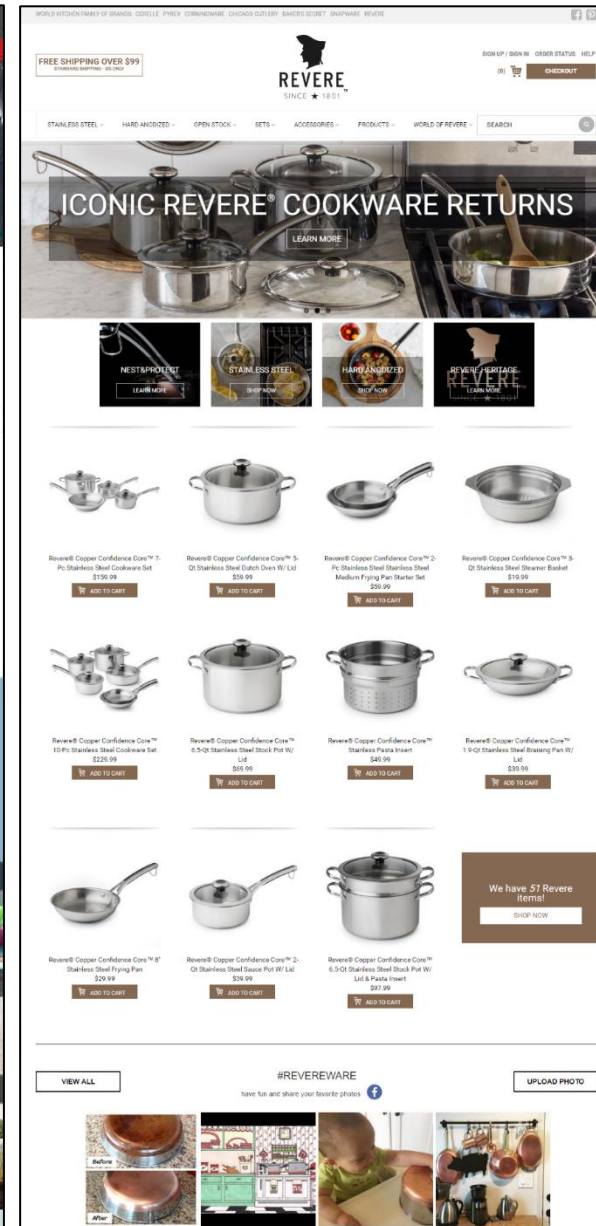 WORLD KITCHEN FAMILY OF BRANDS: CORELLE PYREX CORNINGWARE CHICAGO CUTLERY BAKER'S SECRET SNAPWARE REVERE
FREE SHIPPING OVER $99
STANDARD SHIPPING - US ONLY
REVERE™
SINCE ★ 1801
SIGN UP / SIGN IN ORDER STATUS HELP
(0) CHECKOUT
STAINLESS STEEL HARD ANODIZED OPEN STOCK SETS ACCESSORIES PRODUCTS WORLD OF REVERE SEARCH
ICONIC REVERE® COOKWARE RETURNS
LEARN MORE
NEST&PROTECT
LEARN MORE
STAINLESS STEEL
SHOP NOW
HARD ANODIZED
SHOP NOW
REVERE HERITAGE
REVERE
LEARN MORE
SINCE ★ 1801
Revere® Copper Confidence Core™ 7-
Pc Stainless Steel Cookware Set
$159.99
ADD TO CART
Revere® Copper Confidence Core™ 5-
Qt Stainless Steel Dutch Oven W/ Lid
$59.99
ADD TO CART
Revere® Copper Confidence Core™ 2-
Pc Stainless Steel Stainless Steel
Medium Frying Pan Starter Set
$59.99
ADD TO CART
Revere® Copper Confidence Core™ 3-
Qt Stainless Steel Steamer Basket
$19.99
ADD TO CART
Revere® Copper Confidence Core™
10-Pc Stainless Steel Cookware Set
$229.99
ADD TO CART
Revere® Copper Confidence Core™
6.5-Qt Stainless Steel Stock Pot W/
Lid
$69.99
ADD TO CART
Revere® Copper Confidence Core™
Stainless Pasta Insert
$49.99
ADD TO CART
Revere® Copper Confidence Core™
1.9-Qt Stainless Steel Braising Pan W/
Lid
$39.99
ADD TO CART
Revere® Copper Confidence Core™ 8"
Stainless Steel Frying Pan
$29.99
ADD TO CART
Revere® Copper Confidence Core™ 2-
Qt Stainless Steel Sauce Pot W/ Lid
$39.99
ADD TO CART
Revere® Copper Confidence Core™
6.5-Qt Stainless Steel Stock Pot W/
Lid & Pasta Insert
$97.99
ADD TO CART
We have 51 Revere
items!
SHOP NOW
VIEW ALL
#REVEREWARE
have fun and share your favorite photos
UPLOAD PHOTO
Before
After